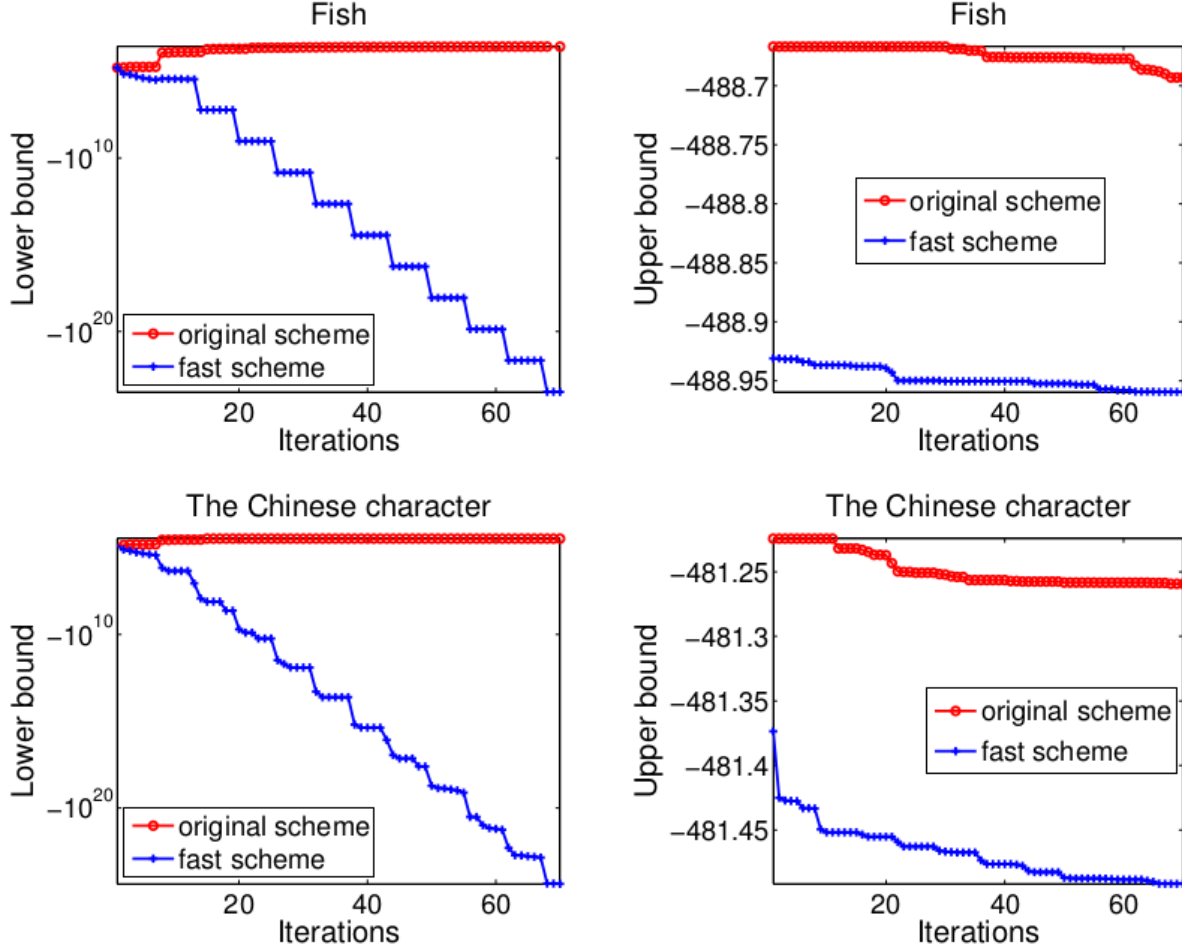 Fish
Lower bound
−10^10
−10^20
original scheme
fast scheme
20
40
60
Iterations
Fish
Upper bound
−488.7
−488.75
−488.8
−488.85
−488.9
−488.95
original scheme
fast scheme
20
40
60
Iterations
The Chinese character
Lower bound
−10^10
−10^20
original scheme
fast scheme
20
40
60
Iterations
The Chinese character
Upper bound
−481.25
−481.3
−481.35
−481.4
−481.45
original scheme
fast scheme
20
40
60
Iterations